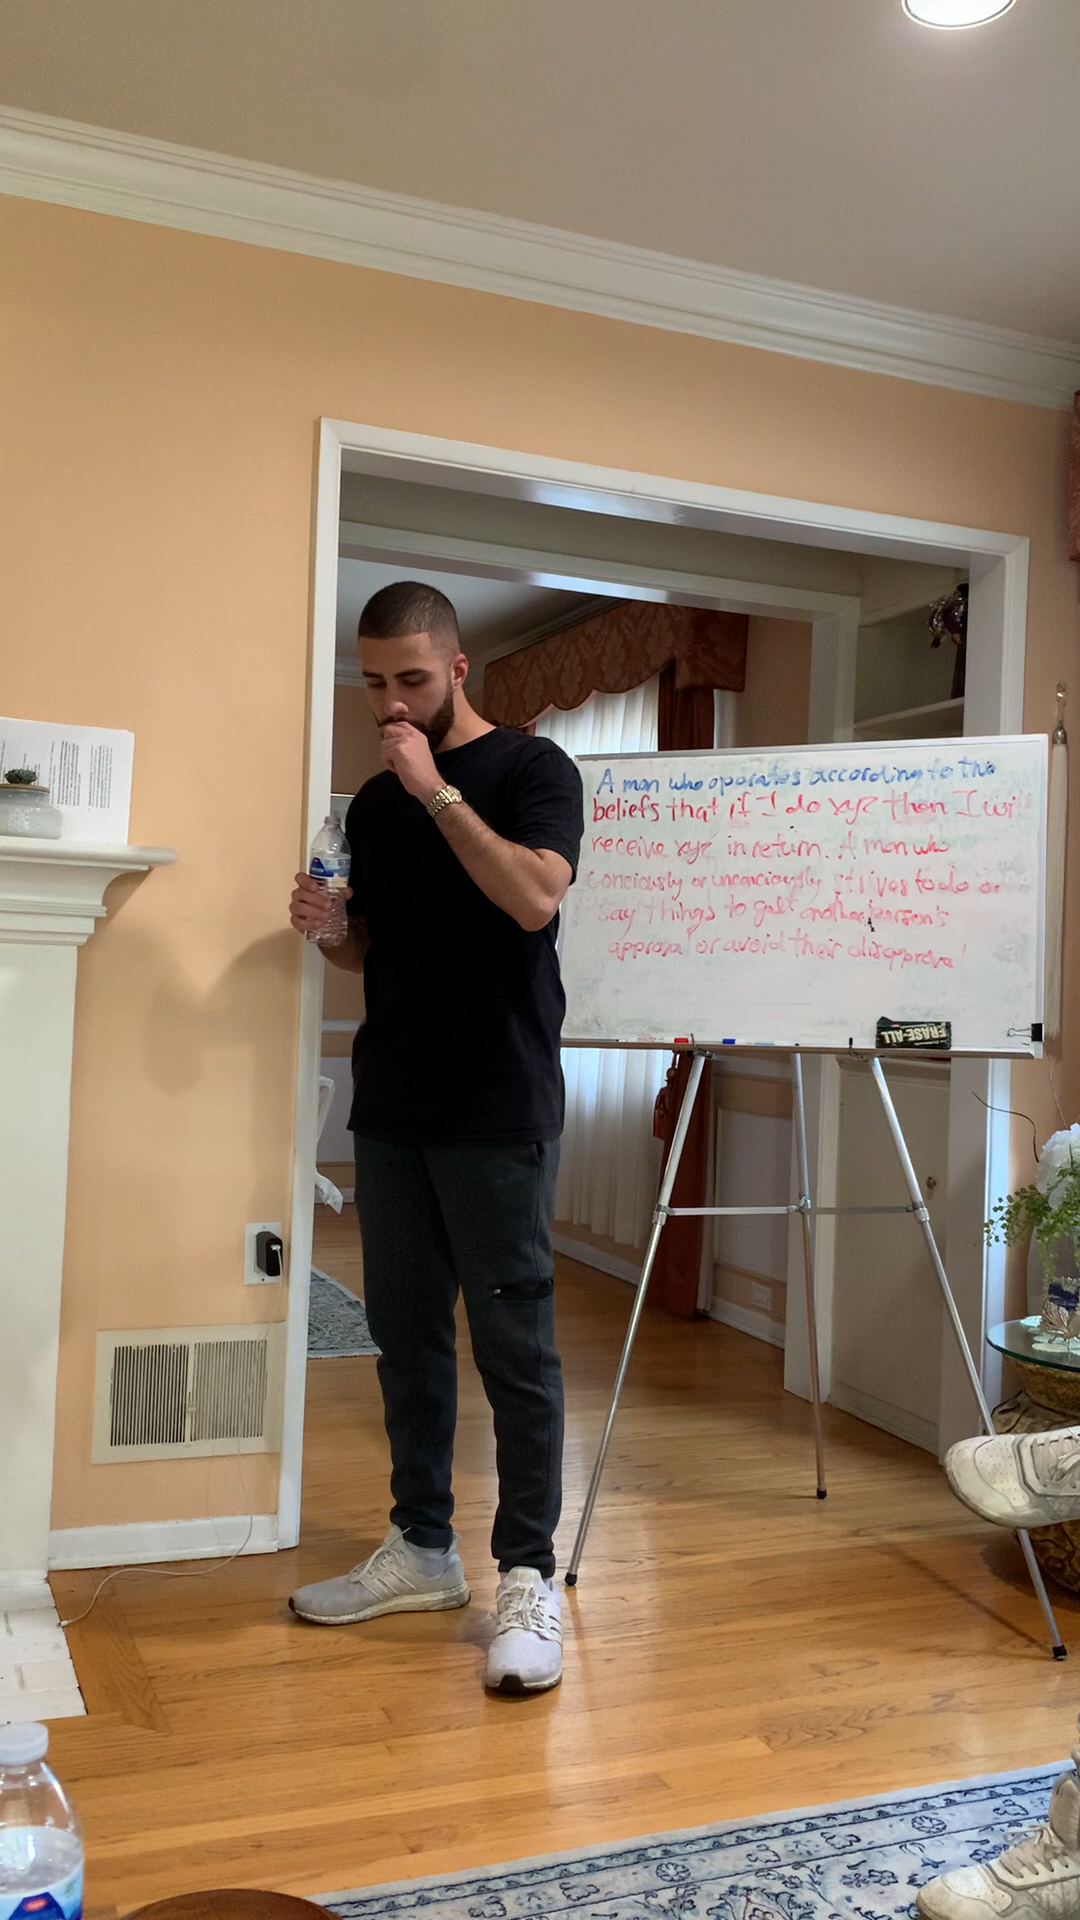 A man who operates according to the
beliefs that if I do xyz then I wi
receive xyz in return. A man who
conciously or unconciously strives to do or
say things to gain another person's
approval or avoid their disapproval
ERASE-ALL